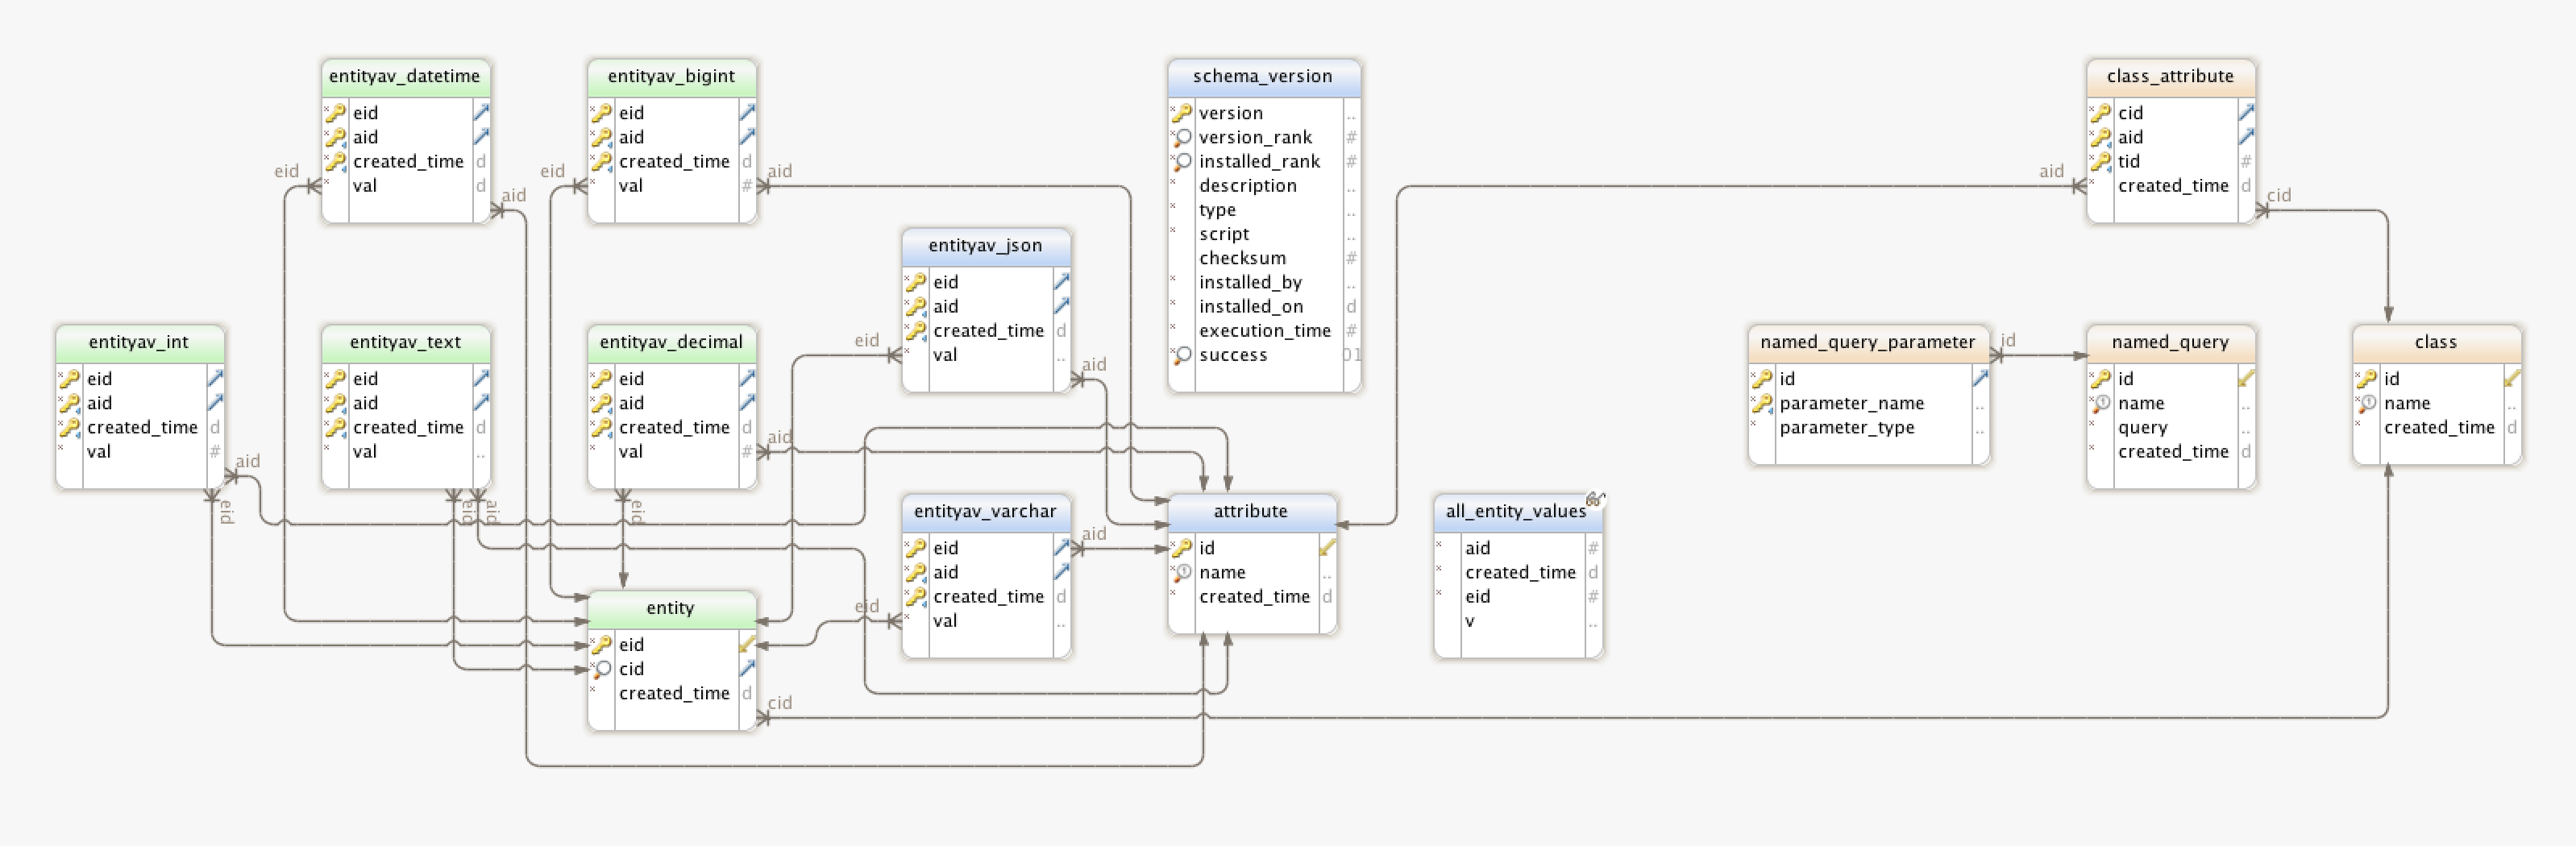 entityav_datetime
eid
aid
created_time d
val d
eid
aid
entityav_bigint
eid
aid
created_time d
val #
eid
aid
schema_version
version ..
version_rank #
installed_rank #
description ..
type ..
script ..
checksum #
installed_by ..
installed_on d
execution_time #
success 01
class_attribute
cid
aid
tid #
created_time d
aid
cid
entityav_json
eid
aid
created_time d
val ..
eid
aid
entityav_int
eid
aid
created_time d
val #
aid
eid
entityav_text
eid
aid
created_time d
val ..
eid
aid
entityav_decimal
eid
aid
created_time d
val #
aid
eid
named_query_parameter
id
parameter_name ..
parameter_type ..
id
named_query
id
name ..
query ..
created_time d
class
id
name ..
created_time d
entityav_varchar
eid
aid
created_time d
val ..
aid
eid
attribute
id
name ..
created_time d
all_entity_values
aid #
created_time d
eid #
v ..
entity
eid
cid
created_time d
cid